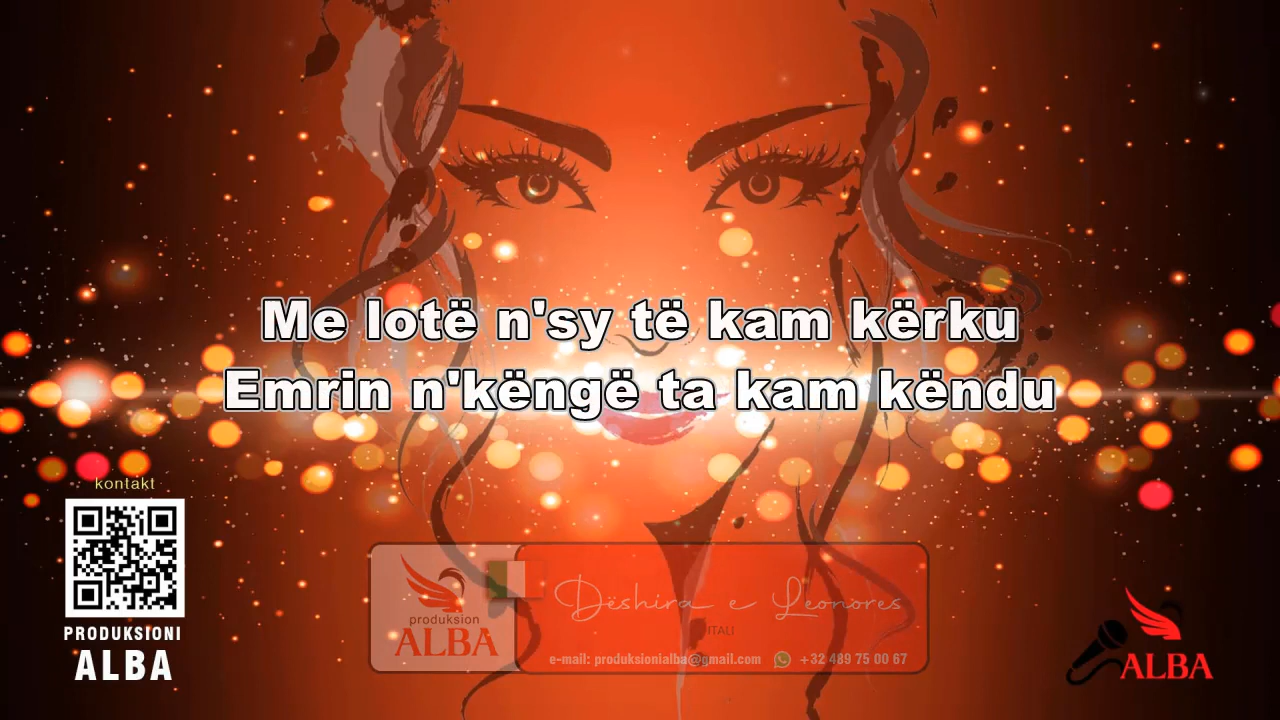 Me lotë n'sy të kam kërku
Emrin n'këngë ta kam këndu
kontakt
PRODUKSIONI
ALBA
produksion
ALBA
Dëshira e Leonores
ITALI
e-mail: produksionialba@gmail.com +32 489 75 00 67
ALBA